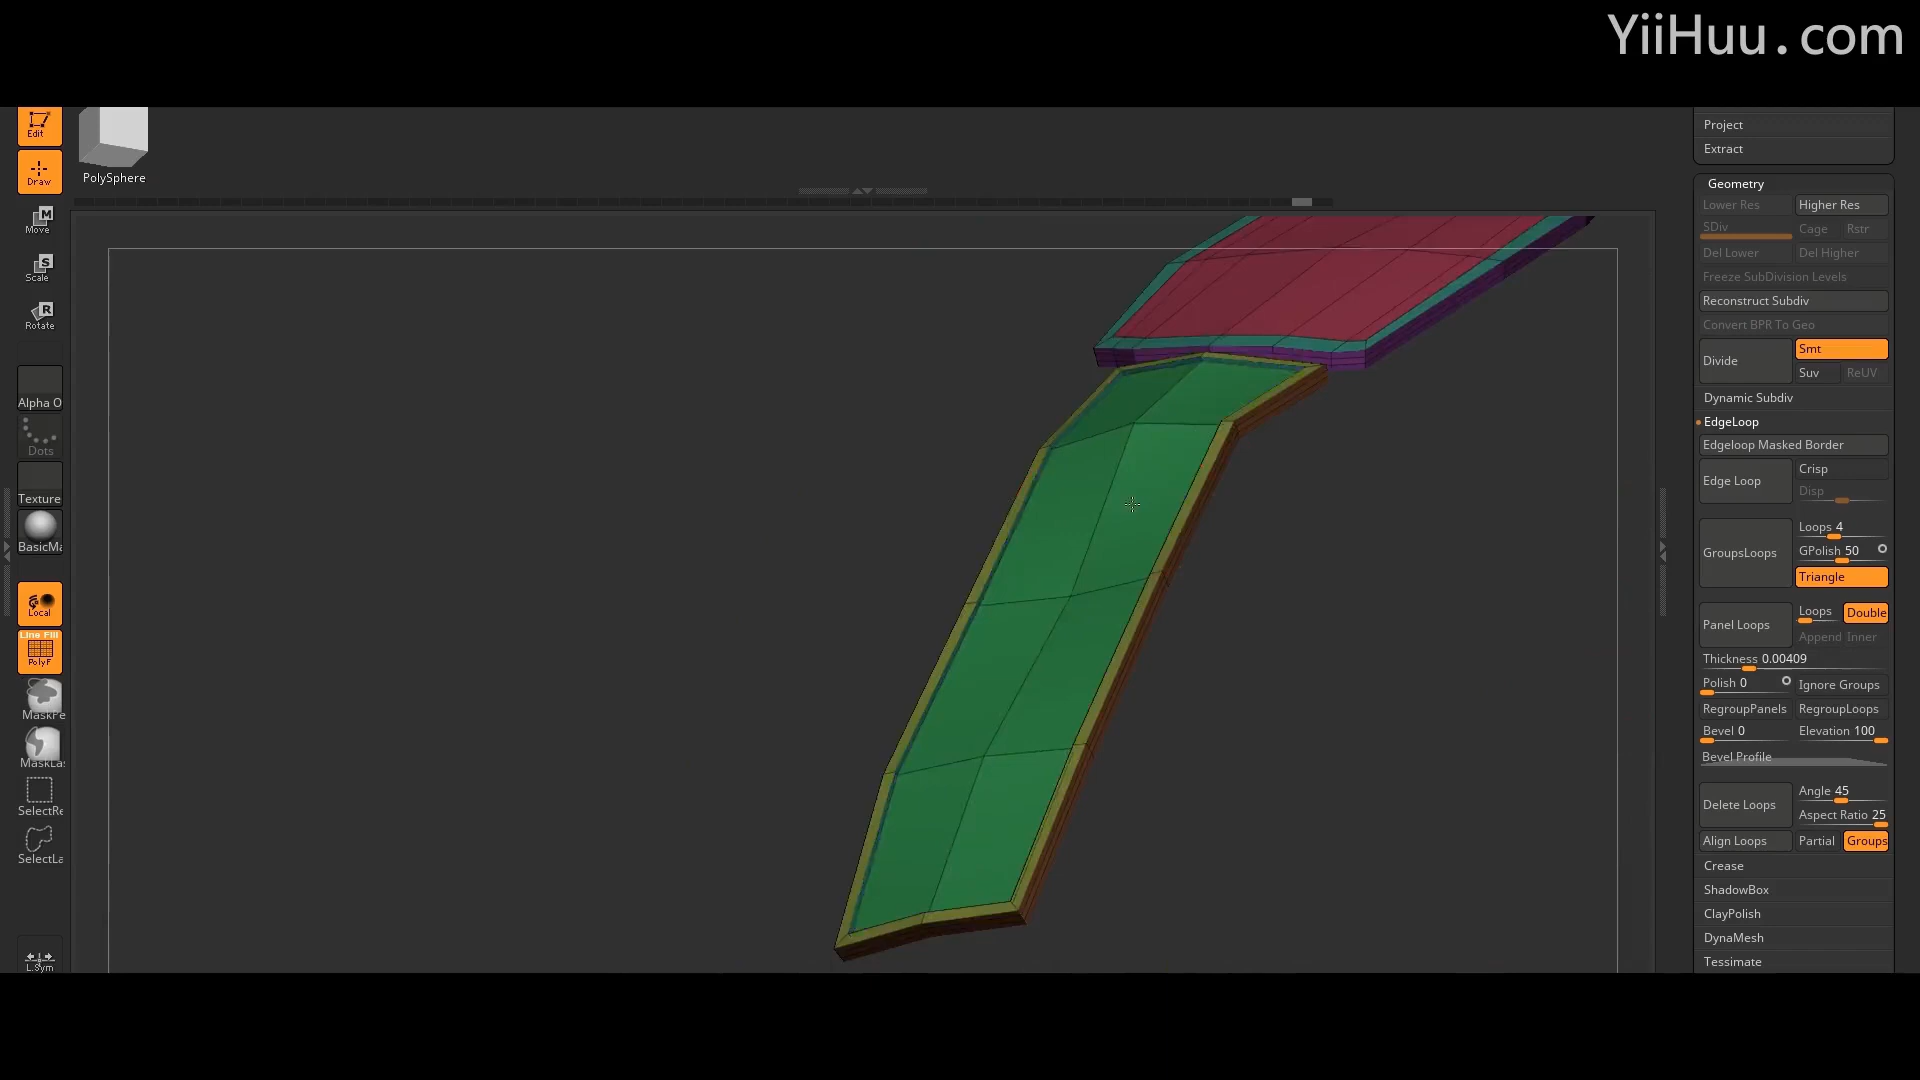 YiiHuu.com
Edit
Draw
Move
Scale
Rotate
Alpha O
Dots
Texture
BasicMa
Local
Line Fill
PolyF
MaskPe
MaskLas
SelectRe
SelectLa
L.Sym
PolySphere
Project
Extract
Geometry
Lower Res Higher Res
SDiv Cage Rstr
Del Lower Del Higher
Freeze SubDivision Levels
Reconstruct Subdiv
Convert BPR To Geo
Divide Smt
Suv ReUV
Dynamic Subdiv
EdgeLoop
Edgeloop Masked Border
Edge Loop Crisp
Disp
GroupsLoops Loops 4
GPolish 50
Triangle
Panel Loops Loops Double
Append Inner
Thickness 0.00409
Polish 0 Ignore Groups
RegroupPanels RegroupLoops
Bevel 0 Elevation 100
Bevel Profile
Delete Loops Angle 45
Aspect Ratio 25
Align Loops Partial Groups
Crease
ShadowBox
ClayPolish
DynaMesh
Tessimate